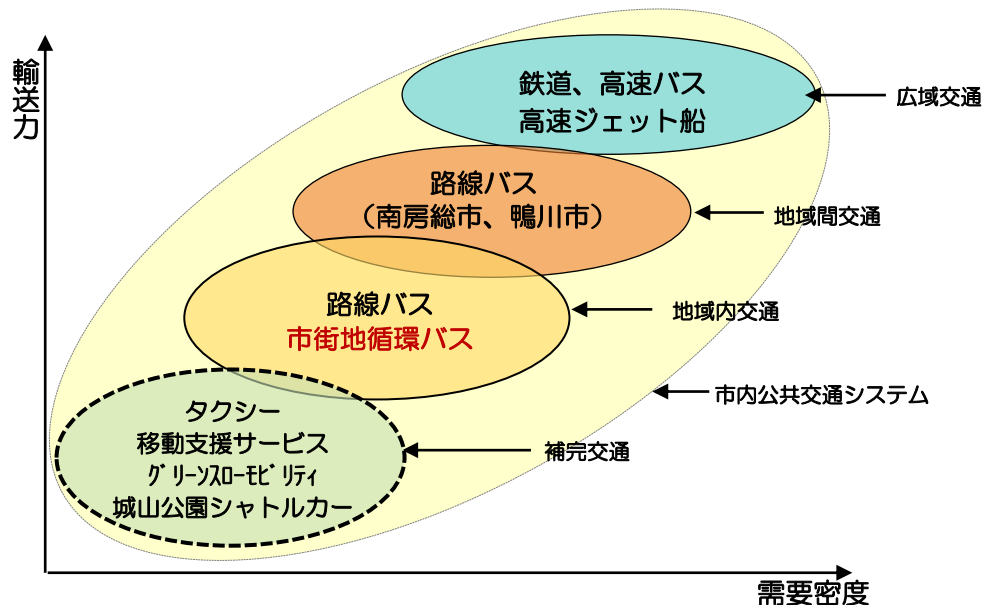 輸送力
鉄道、高速バス
高速ジェット船
広域交通
路線バス
（南房総市、鴨川市）
地域間交通
路線バス
市街地循環バス
地域内交通
市内公共交通システム
タクシー
移動支援サービス
ｸﾞﾘｰﾝｽﾛｰﾓﾋﾞﾘﾃｨ
城山公園シャトルカー
補完交通
需要密度